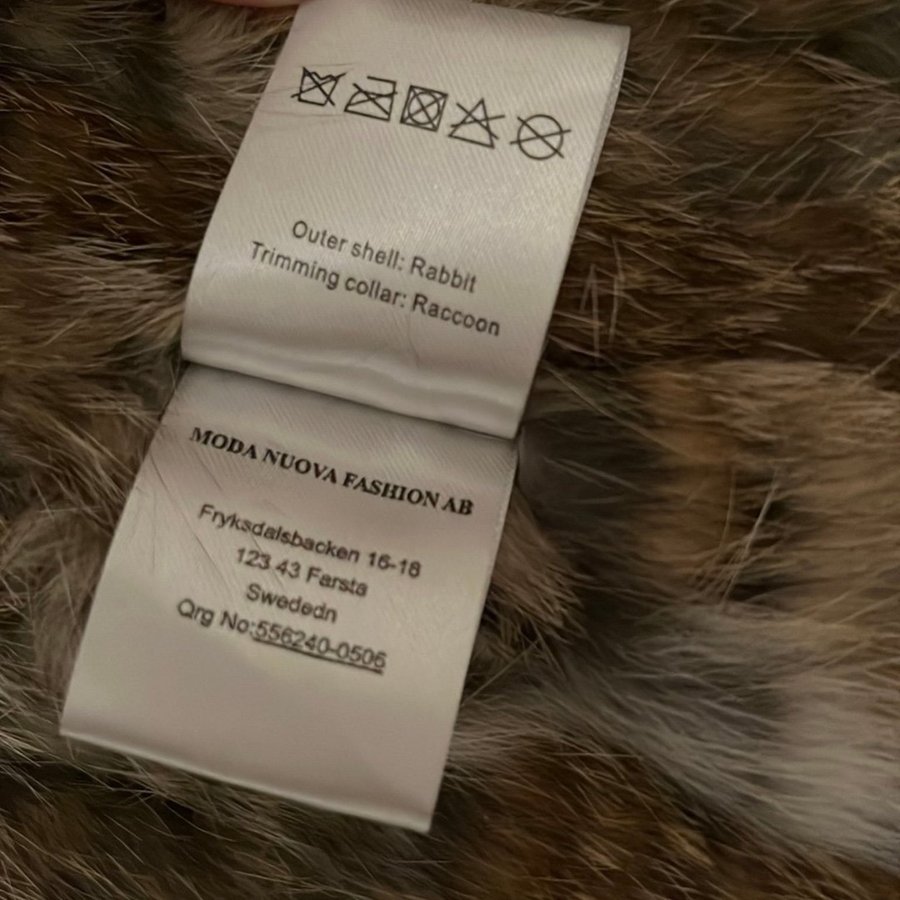 Outer shell: Rabbit
Trimming collar: Raccoon
MODA NUOVA FASHION AB
Fryksdalsbacken 16-18
123 43 Farsta
Swededn
Qrg No:556240-0506